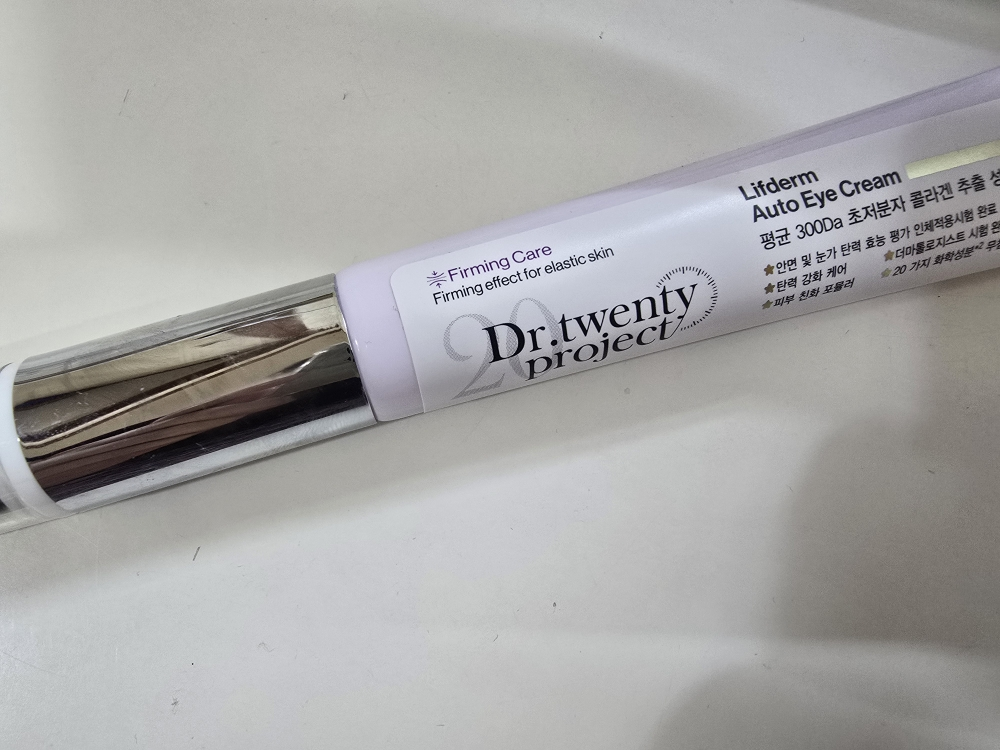 Firming Care
Firming effect for elastic skin
20
Dr.twenty
project
Lifderm
Auto Eye Cream
평균 300Da 초저분자 콜라겐 추출
★안면 및 눈가 탄력 효능 평가 인체적용시험 완료
★탄력 강화 케어 ★더마톨로지스트 시험
★피부 친화 포뮬러 ★20 가지 화학성분*2